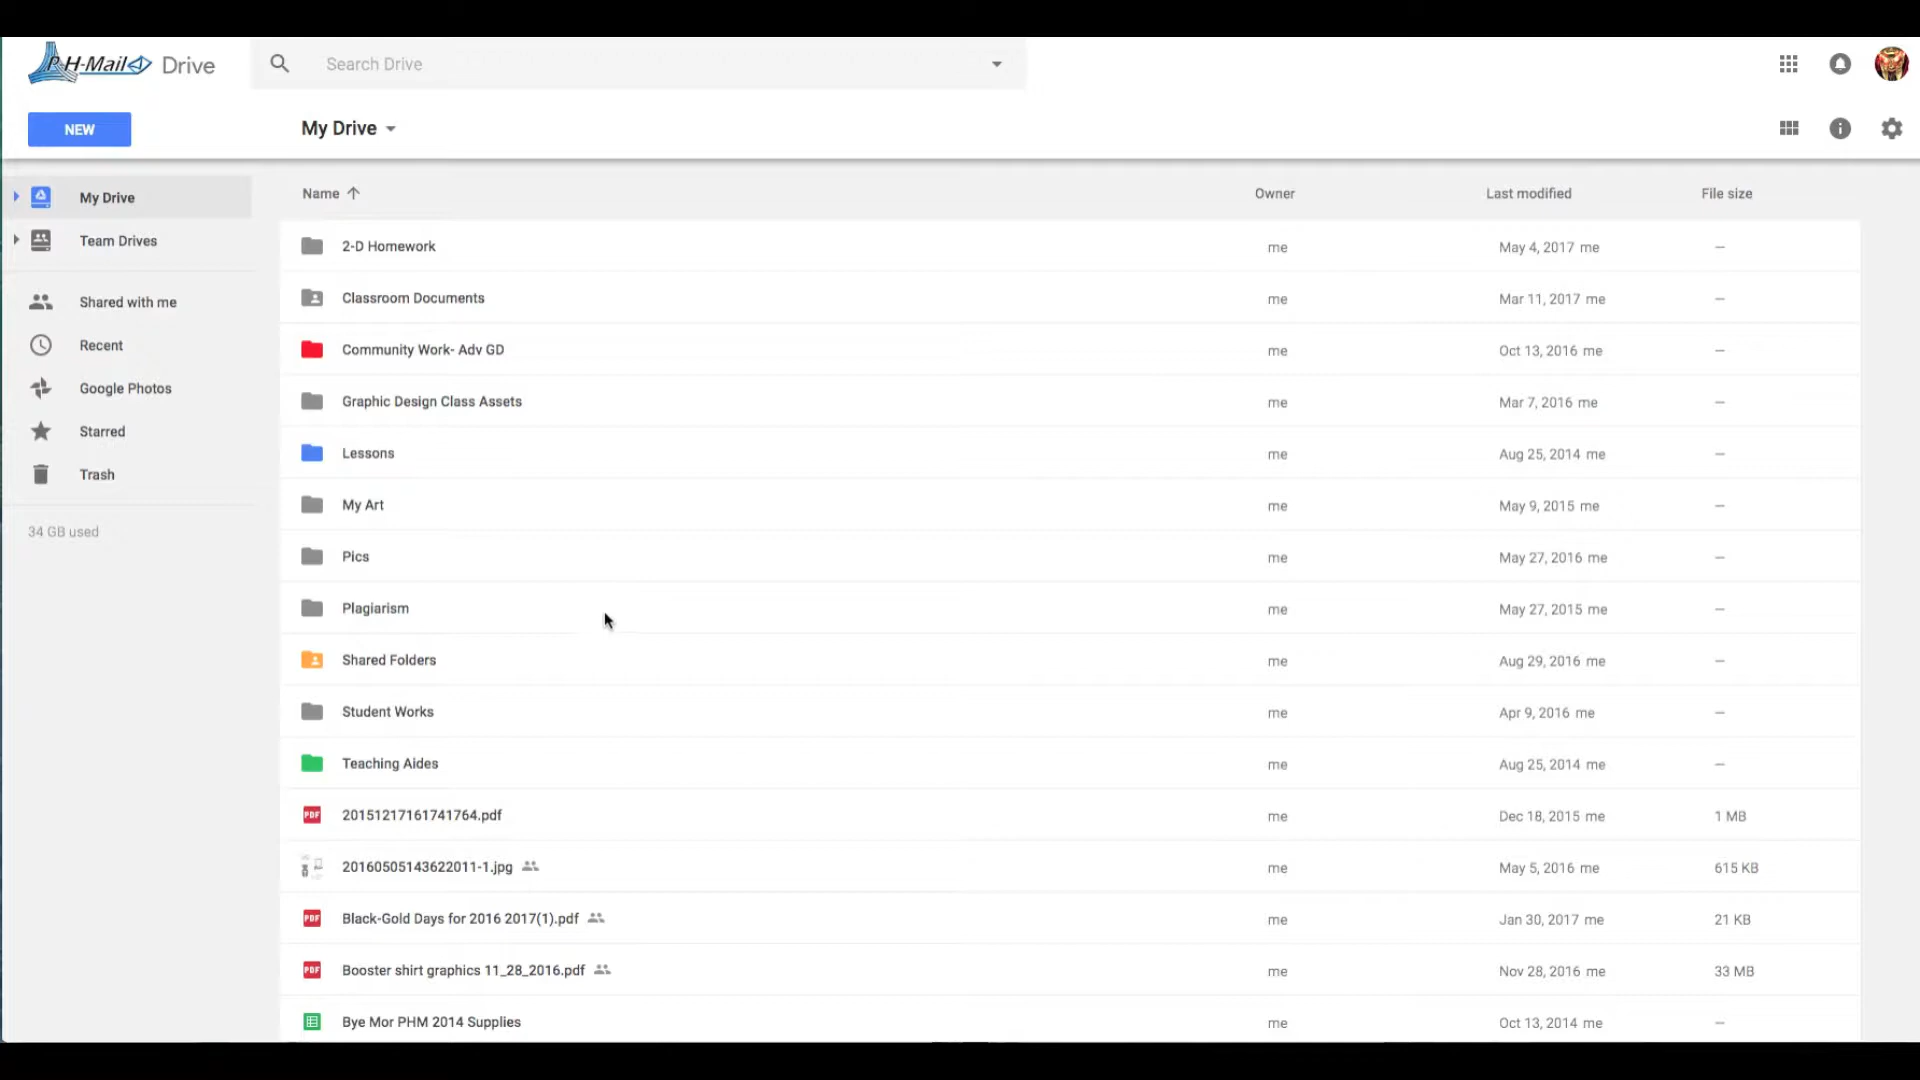 P-H-Mail Drive Search Drive
NEW My Drive
My Drive
Team Drives
Shared with me
Recent
Google Photos
Starred
Trash
34 GB used
Name Owner Last modified File size
2-D Homework me May 4, 2017 me –
Classroom Documents me Mar 11, 2017 me –
Community Work- Adv GD me Oct 13, 2016 me –
Graphic Design Class Assets me Mar 7, 2016 me –
Lessons me Aug 25, 2014 me –
My Art me May 9, 2015 me –
Pics me May 27, 2016 me –
Plagiarism me May 27, 2015 me –
Shared Folders me Aug 29, 2016 me –
Student Works me Apr 9, 2016 me –
Teaching Aides me Aug 25, 2014 me –
PDF 20151217161741764.pdf me Dec 18, 2015 me 1 MB
20160505143622011-1.jpg me May 5, 2016 me 615 KB
PDF Black-Gold Days for 2016 2017(1).pdf me Jan 30, 2017 me 21 KB
PDF Booster shirt graphics 11_28_2016.pdf me Nov 28, 2016 me 33 MB
Bye Mor PHM 2014 Supplies me Oct 13, 2014 me –